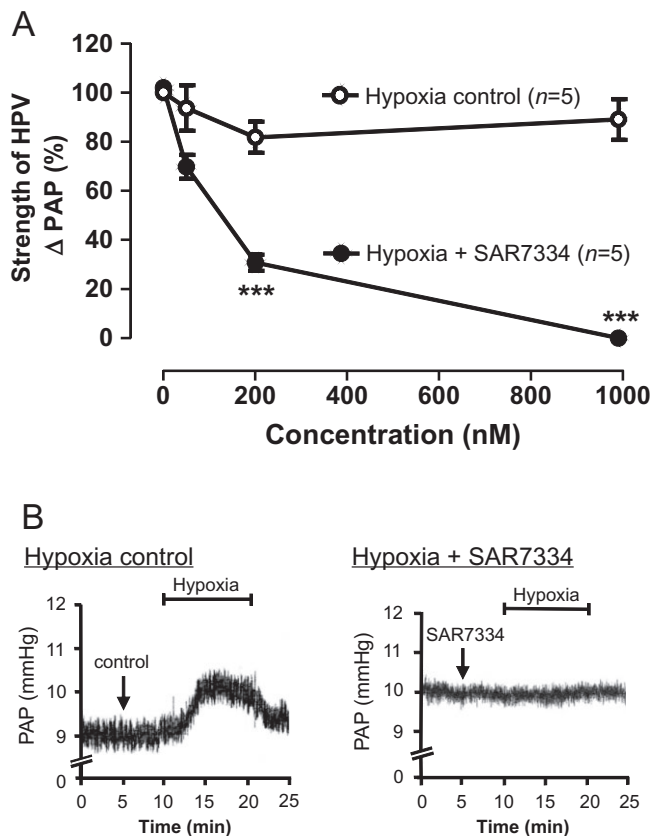 A
Strength of HPV
Δ PAP (%)
120
100
80
60
40
20
0
Hypoxia control (n=5)
Hypoxia + SAR7334 (n=5)
***
***
0 200 400 600 800 1000
Concentration (nM)
B
Hypoxia control
Hypoxia
control
PAP (mmHg)
12
11
10
9
0
0 5 10 15 20 25
Time (min)
Hypoxia + SAR7334
Hypoxia
SAR7334
PAP (mmHg)
12
11
10
9
0
0 5 10 15 20 25
Time (min)